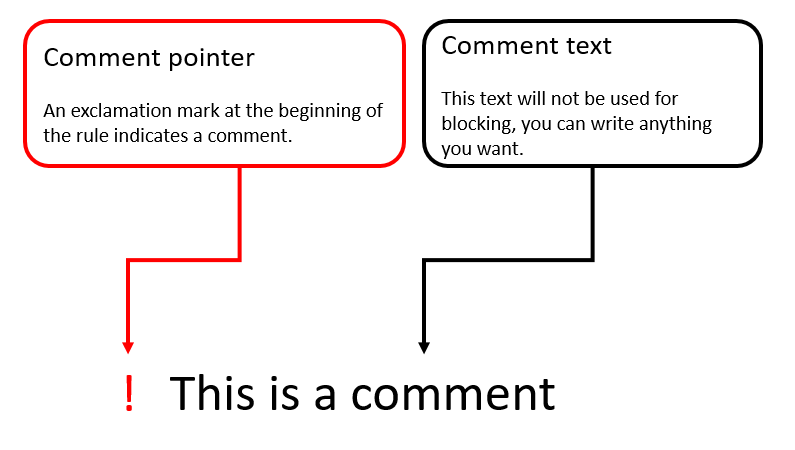 Comment pointer
An exclamation mark at the beginning of
the rule indicates a comment.
Comment text
This text will not be used for
blocking, you can write anything
you want.
! This is a comment